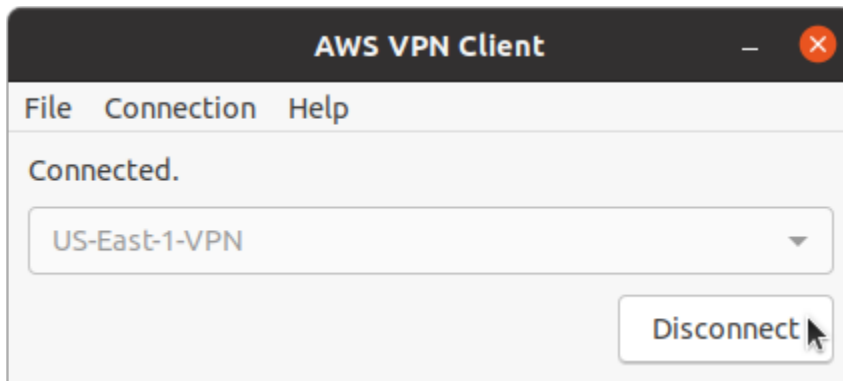 AWS VPN Client
File Connection Help
Connected.
US-East-1-VPN
Disconnect